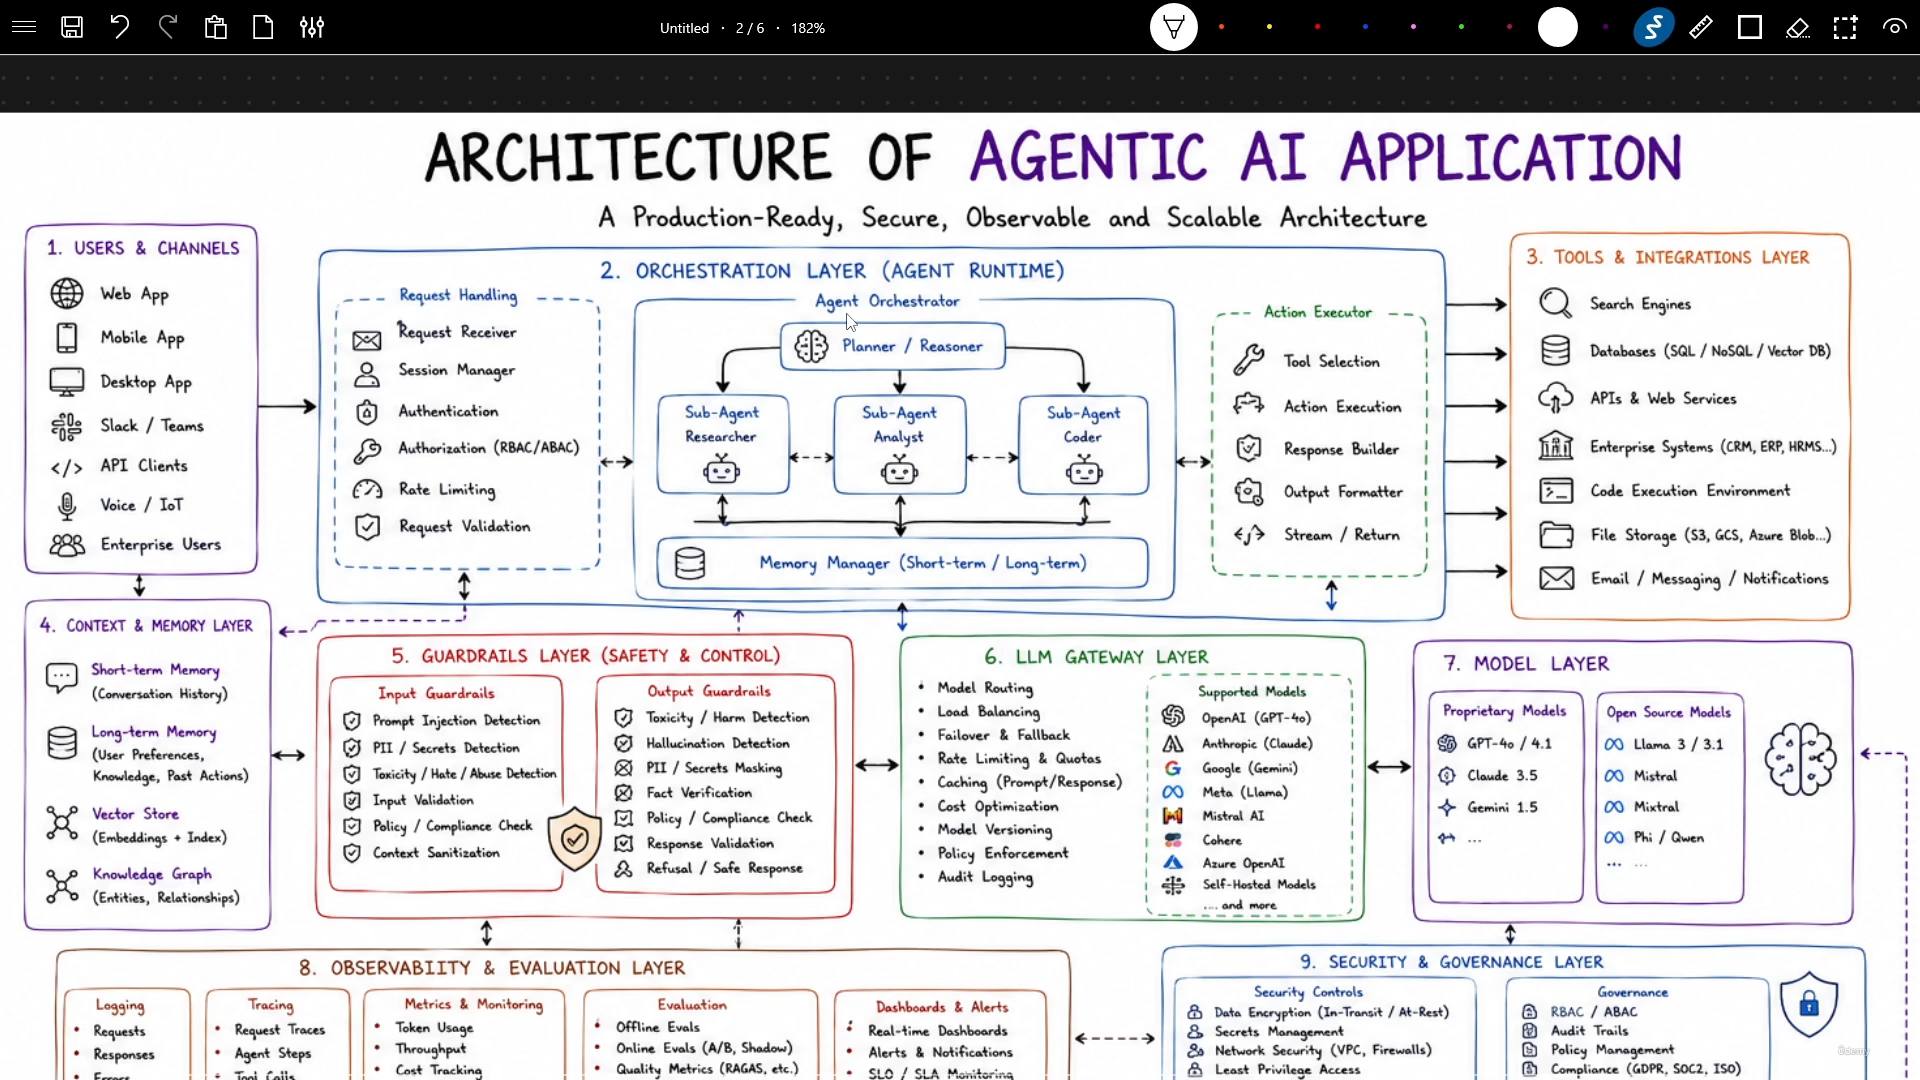 Untitled · 2 / 6 · 182%
ARCHITECTURE OF AGENTIC AI APPLICATION
A Production-Ready, Secure, Observable and Scalable Architecture
1. USERS & CHANNELS
Web App
Mobile App
Desktop App
Slack / Teams
</> API Clients
Voice / IoT
Enterprise Users
2. ORCHESTRATION LAYER (AGENT RUNTIME)
Request Handling
Request Receiver
Session Manager
Authentication
Authorization (RBAC/ABAC)
Rate Limiting
Request Validation
Agent Orchestrator
Planner / Reasoner
Sub-Agent
Researcher
Sub-Agent
Analyst
Sub-Agent
Coder
Memory Manager (Short-term / Long-term)
Action Executor
Tool Selection
Action Execution
Response Builder
Output Formatter
Stream / Return
3. TOOLS & INTEGRATIONS LAYER
Search Engines
Databases (SQL / NoSQL / Vector DB)
APIs & Web Services
Enterprise Systems (CRM, ERP, HRMS...)
Code Execution Environment
File Storage (S3, GCS, Azure Blob...)
Email / Messaging / Notifications
4. CONTEXT & MEMORY LAYER
Short-term Memory
(Conversation History)
Long-term Memory
(User Preferences,
Knowledge, Past Actions)
Vector Store
(Embeddings + Index)
Knowledge Graph
(Entities, Relationships)
5. GUARDRAILS LAYER (SAFETY & CONTROL)
Input Guardrails
Prompt Injection Detection
PII / Secrets Detection
Toxicity / Hate / Abuse Detection
Input Validation
Policy / Compliance Check
Context Sanitization
Output Guardrails
Toxicity / Harm Detection
Hallucination Detection
PII / Secrets Masking
Fact Verification
Policy / Compliance Check
Response Validation
Refusal / Safe Response
6. LLM GATEWAY LAYER
• Model Routing
• Load Balancing
• Failover & Fallback
• Rate Limiting & Quotas
• Caching (Prompt/Response)
• Cost Optimization
• Model Versioning
• Policy Enforcement
• Audit Logging
Supported Models
OpenAI (GPT-4o)
Anthropic (Claude)
Google (Gemini)
Meta (Llama)
Mistral AI
Cohere
Azure OpenAI
Self-Hosted Models
.... and more
7. MODEL LAYER
Proprietary Models
GPT-4o / 4.1
Claude 3.5
Gemini 1.5
...
Open Source Models
Llama 3 / 3.1
Mistral
Mixtral
Phi / Qwen
... ...
8. OBSERVABIITY & EVALUATION LAYER
Logging
• Requests
• Responses
• Errors
Tracing
• Request Traces
• Agent Steps
• Tool Calls
Metrics & Monitoring
• Token Usage
• Throughput
• Cost Tracking
Evaluation
• Offline Evals
• Online Evals (A/B, Shadow)
• Quality Metrics (RAGAS, etc.)
Dashboards & Alerts
• Real-time Dashboards
• Alerts & Notifications
• SLO / SLA Monitoring
9. SECURITY & GOVERNANCE LAYER
Security Controls
Data Encryption (In-Transit / At-Rest)
Secrets Management
Network Security (VPC, Firewalls)
Least Privilege Access
Governance
RBAC / ABAC
Audit Trails
Policy Management
Compliance (GDPR, SOC2, ISO)
ûdemy